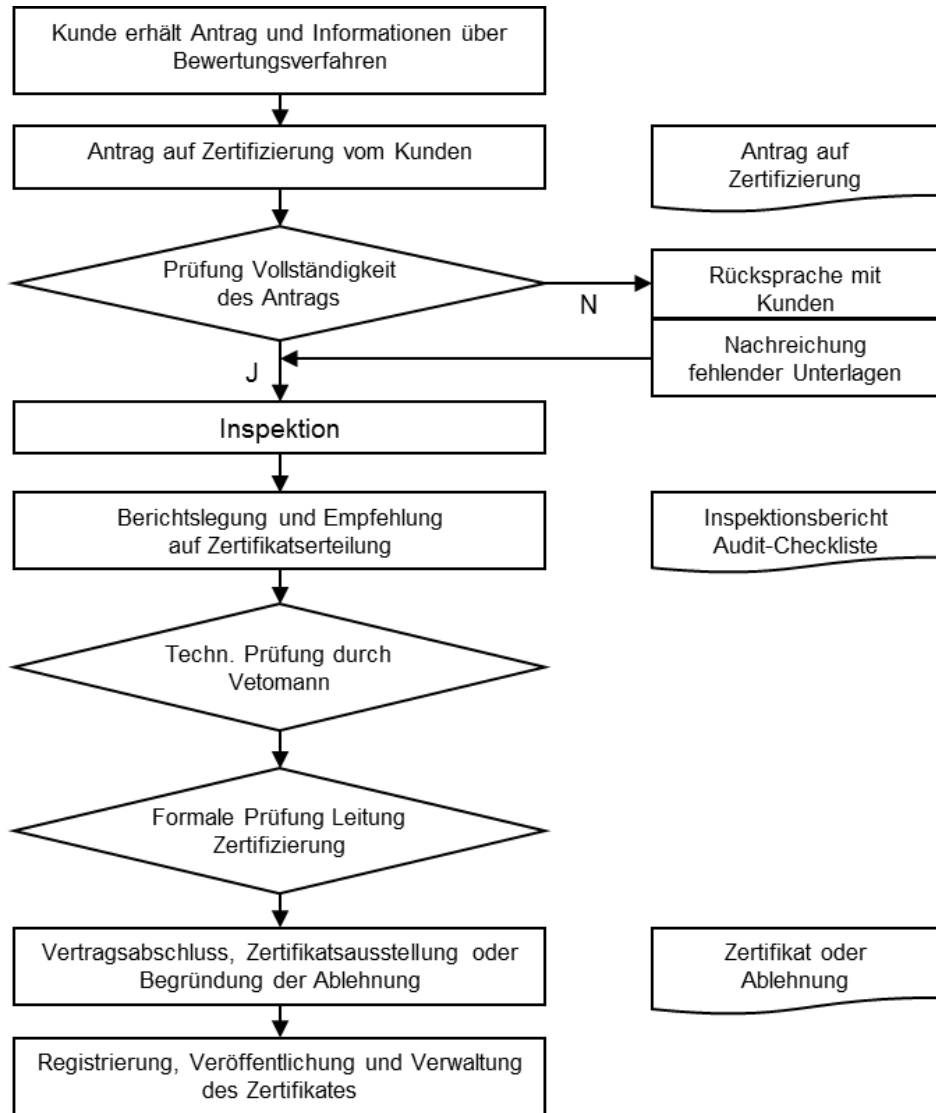 Kunde erhält Antrag und Informationen über
Bewertungsverfahren
Antrag auf Zertifizierung vom Kunden
Antrag auf
Zertifizierung
Prüfung Vollständigkeit
des Antrags
N
Rücksprache mit
Kunden
Nachreichung
fehlender Unterlagen
J
Inspektion
Berichtslegung und Empfehlung
auf Zertifikatserteilung
Inspektionsbericht
Audit-Checkliste
Techn. Prüfung durch
Vetomann
Formale Prüfung Leitung
Zertifizierung
Vertragsabschluss, Zertifikatsausstellung oder
Begründung der Ablehnung
Zertifikat oder
Ablehnung
Registrierung, Veröffentlichung und Verwaltung
des Zertifikates